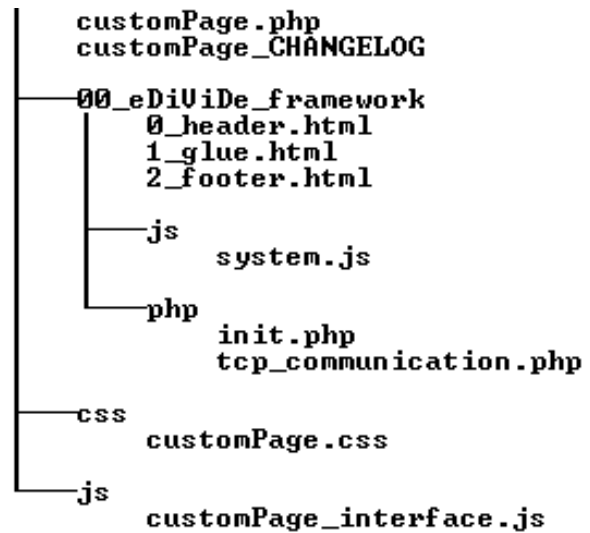 customPage.php
customPage_CHANGELOG
00_eDiViDe_framework
0_header.html
1_glue.html
2_footer.html
js
system.js
php
init.php
tcp_communication.php
css
customPage.css
js
customPage_interface.js